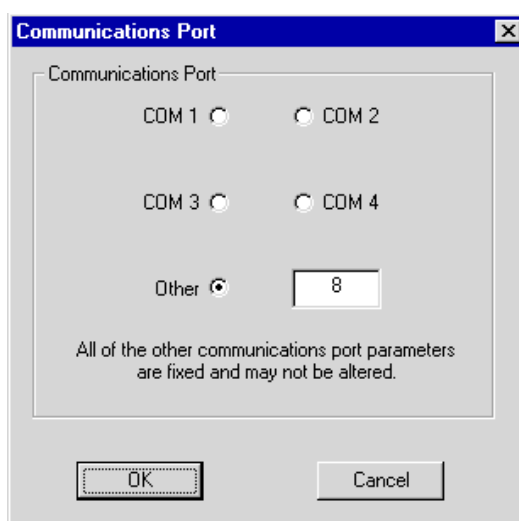 Communications Port
Communications Port
COM 1 COM 2
COM 3 COM 4
Other 8
All of the other communications port parameters
are fixed and may not be altered.
OK Cancel